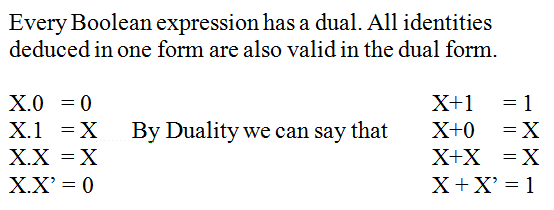 Every Boolean expression has a dual. All identities
deduced in one form are also valid in the dual form.
X.0 = 0 X+1 = 1
X.1 = X By Duality we can say that X+0 = X
X.X = X X+X = X
X.X’ = 0 X + X’ = 1